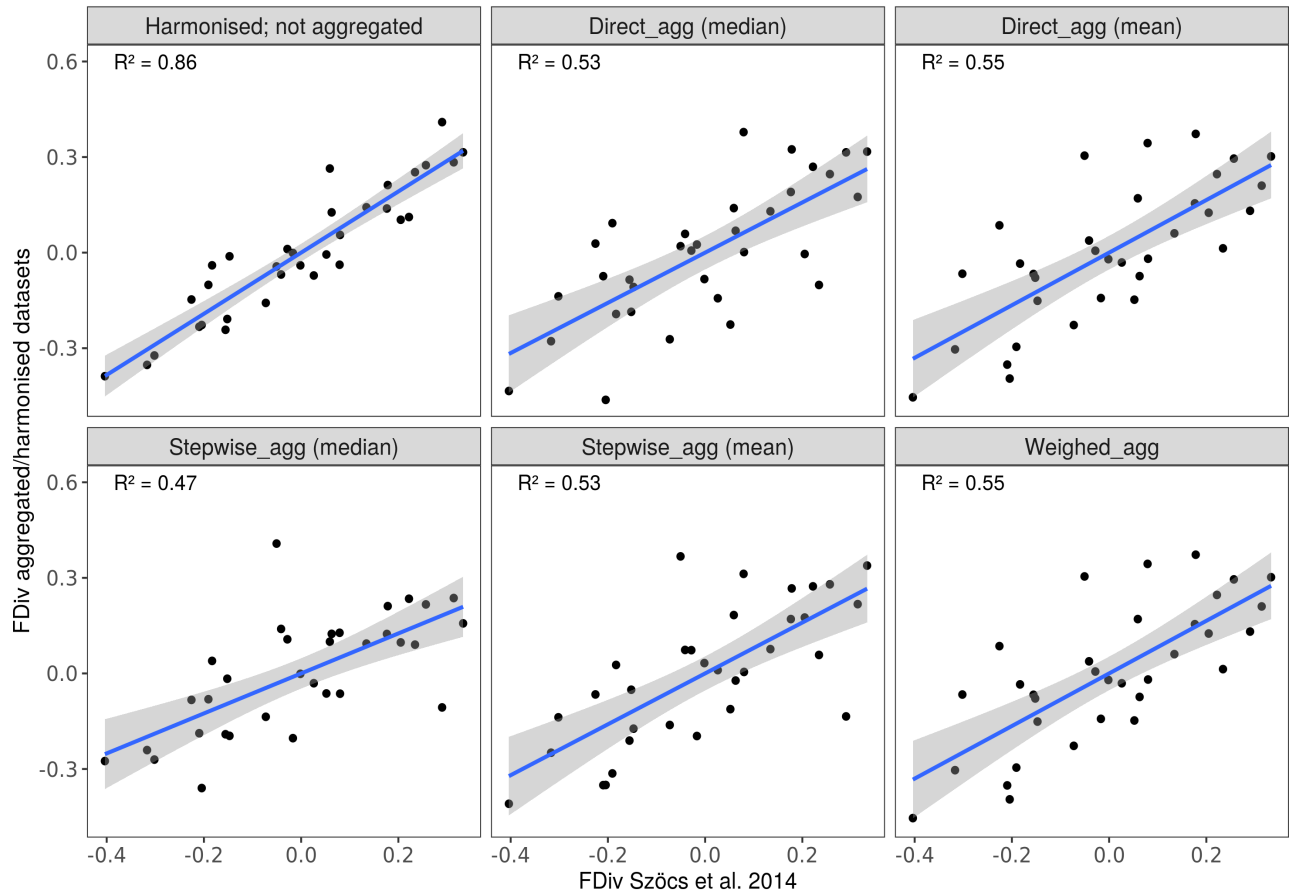 Harmonised; not aggregated
Direct_agg (median)
Direct_agg (mean)
R² = 0.86
R² = 0.53
R² = 0.55
0.6
0.3
0.0
-0.3
Stepwise_agg (median)
Stepwise_agg (mean)
Weighed_agg
R² = 0.47
R² = 0.53
R² = 0.55
0.6
0.3
0.0
-0.3
-0.4 -0.2 0.0 0.2
-0.4 -0.2 0.0 0.2
-0.4 -0.2 0.0 0.2
FDiv aggregated/harmonised datasets
FDiv Szöcs et al. 2014